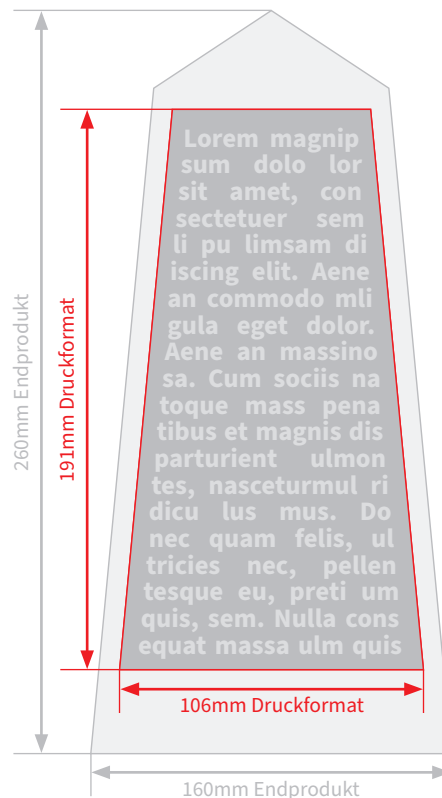 Lorem magnip
sum dolo lor
sit amet, con
sectetuer sem
li pu limsam di
iscing elit. Aene
an commodo mli
gula eget dolor.
Aene an massino
sa. Cum sociis na
toque mass pena
tibus et magnis dis
parturient ulmon
tes, nasceturmul ri
dicu lus mus. Do
nec quam felis, ul
tricies nec, pellen
tesque eu, preti um
quis, sem. Nulla cons
equat massa ulm quis
260mm Endprodukt
191mm Druckformat
106mm Druckformat
160mm Endprodukt